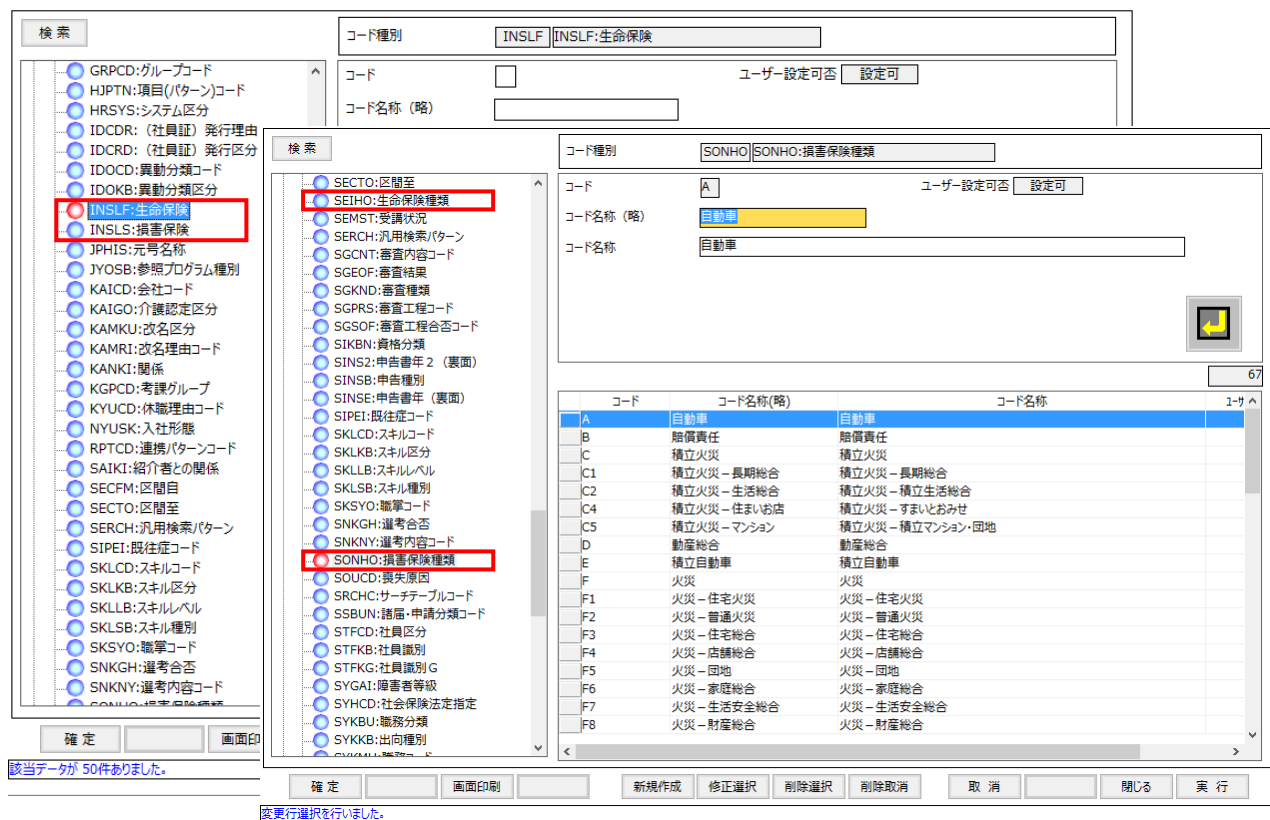 検 索
コード種別
INSLF
INSLF:生命保険
コード
ユーザー設定可否
設定可
コード名称（略）
GRPCD:グループコード
HJPTN:項目(パターン)コード
HRSYS:システム区分
IDCDR:（社員証）発行理由
IDCRD:（社員証）発行区分
IDOCD:異動分類コード
IDOKB:異動分類区分
INSLF:生命保険
INSLS:損害保険
JPHIS:元号名称
JYOSB:参照プログラム種別
KAICD:会社コード
KAIGO:介護認定区分
KAMKU:改名区分
KAMRI:改名理由コード
KANKI:関係
KGPCD:考課グループ
KYUCD:休職理由コード
NYUSK:入社形態
RPTCD:連携パターンコード
SAIKI:紹介者との関係
SECFM:区間自
SECTO:区間至
SERCH:汎用検索パターン
SIPEI:既往症コード
SKLCD:スキルコード
SKLKB:スキル区分
SKLLB:スキルレベル
SKLSB:スキル種別
SKSYO:職掌コード
SNKGH:選考合否
SNKNY:選考内容コード
SONHO:損害保険種類
確 定
画面印
該当データが 50件ありました。
検 索
コード種別
SONHO
SONHO:損害保険種類
コード
A
ユーザー設定可否
設定可
コード名称（略）
自動車
コード名称
自動車
SECTO:区間至
SEIHO:生命保険種類
SEMST:受講状況
SERCH:汎用検索パターン
SGCNT:審査内容コード
SGEOF:審査結果
SGKND:審査種類
SGPRS:審査工程コード
SGSOF:審査工程合否コード
SIKBN:資格分類
SINS2:申告書年２（裏面）
SINSB:申告種別
SINSE:申告書年（裏面）
SIPEI:既往症コード
SKLCD:スキルコード
SKLKB:スキル区分
SKLLB:スキルレベル
SKLSB:スキル種別
SKSYO:職掌コード
SNKGH:選考合否
SNKNY:選考内容コード
SONHO:損害保険種類
SOUCD:喪失原因
SRCHC:サーチテーブルコード
SSBUN:諸届・申請分類コード
STFCD:社員区分
STFKB:社員識別
STFKG:社員識別Ｇ
SYGAI:障害者等級
SYHCD:社会保険法定指定
SYKBU:職務分類
SYKKB:出向種別
SYKMU:職務コード
67
コード コード名称(略) コード名称 ﾕｰｻ
A 自動車 自動車
B 賠償責任 賠償責任
C 積立火災 積立火災
C1 積立火災－長期総合 積立火災－長期総合
C2 積立火災－生活総合 積立火災－積立生活総合
C4 積立火災－住まいお店 積立火災－すまいとおみせ
C5 積立火災－マンション 積立火災－積立マンション・団地
D 動産総合 動産総合
E 積立自動車 積立自動車
F 火災 火災
F1 火災－住宅火災 火災－住宅火災
F2 火災－普通火災 火災－普通火災
F3 火災－住宅総合 火災－住宅総合
F4 火災－店舗総合 火災－店舗総合
F5 火災－団地 火災－団地
F6 火災－家庭総合 火災－家庭総合
F7 火災－生活安全総合 火災－生活安全総合
F8 火災－財産総合 火災－財産総合
確 定
画面印刷
新規作成
修正選択
削除選択
削除取消
取 消
閉じる
実 行
変更行選択を行いました。